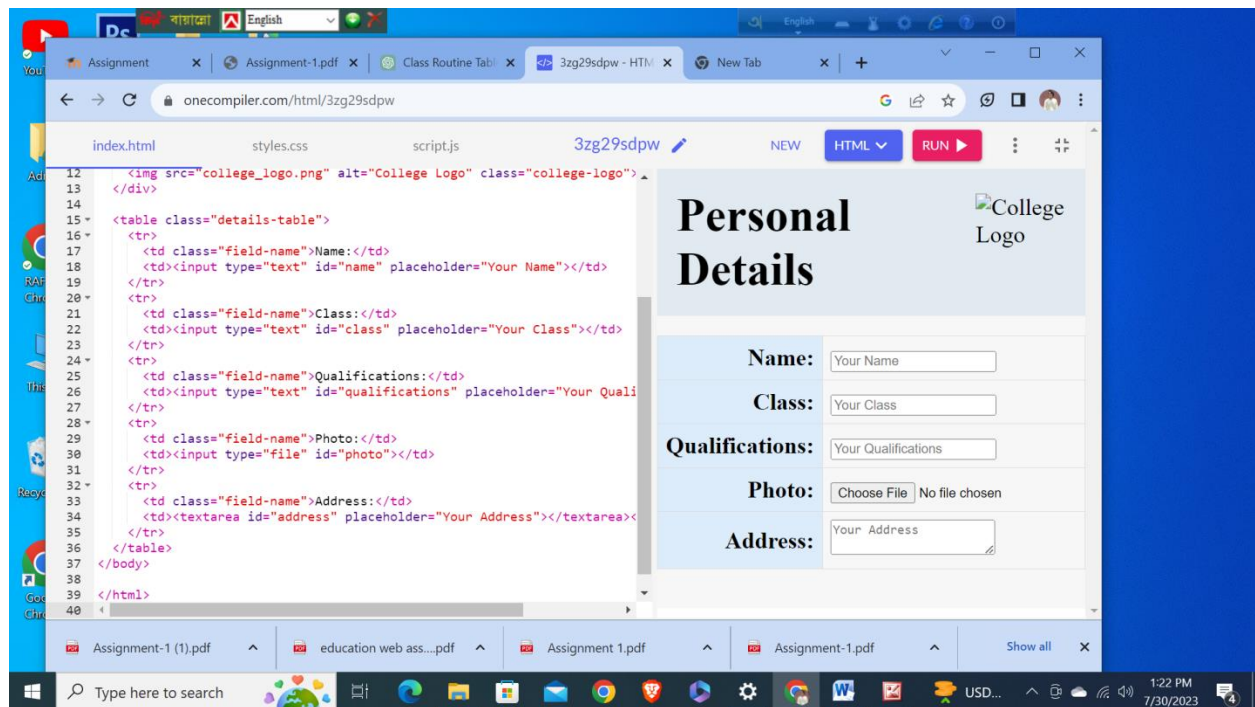 বায়ান্নো English
English
Assignment
Assignment-1.pdf
Class Routine Tabl
3zg29sdpw - HTM
New Tab
onecompiler.com/html/3zg29sdpw
index.html
styles.css
script.js
3zg29sdpw
NEW
HTML
RUN
12 <img src="college_logo.png" alt="College Logo" class="college-logo">
13 </div>
14
15 <table class="details-table">
16 <tr>
17 <td class="field-name">Name:</td>
18 <td><input type="text" id="name" placeholder="Your Name"></td>
19 </tr>
20 <tr>
21 <td class="field-name">Class:</td>
22 <td><input type="text" id="class" placeholder="Your Class"></td>
23 </tr>
24 <tr>
25 <td class="field-name">Qualifications:</td>
26 <td><input type="text" id="qualifications" placeholder="Your Quali
27 </tr>
28 <tr>
29 <td class="field-name">Photo:</td>
30 <td><input type="file" id="photo"></td>
31 </tr>
32 <tr>
33 <td class="field-name">Address:</td>
34 <td><textarea id="address" placeholder="Your Address"></textarea><
35 </tr>
36 </table>
37 </body>
38
39 </html>
40
Personal
Details
College
Logo
Name: Your Name
Class: Your Class
Qualifications: Your Qualifications
Photo: Choose File No file chosen
Address: Your Address
Assignment-1 (1).pdf
education web ass....pdf
Assignment 1.pdf
Assignment-1.pdf
Show all
Type here to search
USD...
1:22 PM
7/30/2023
4